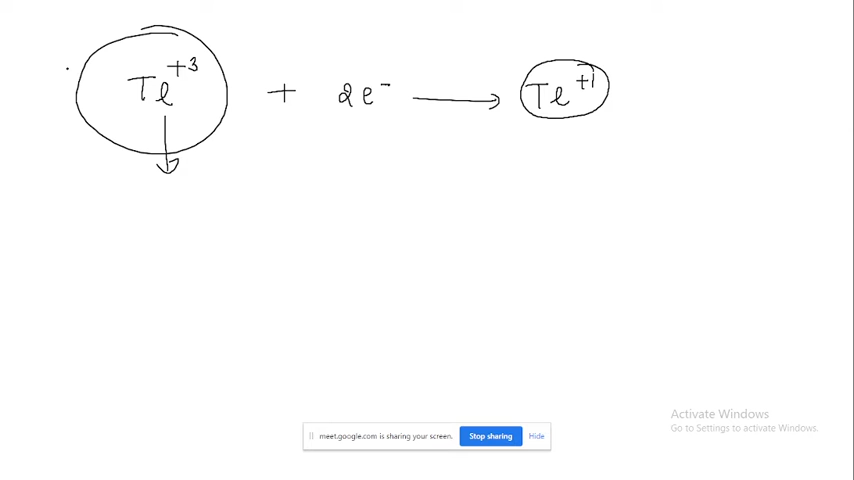 Tl+3 + 2e- → Tl+1
Activate Windows
Go to Settings to activate Windows.
meet.google.com is sharing your screen. Stop sharing Hide